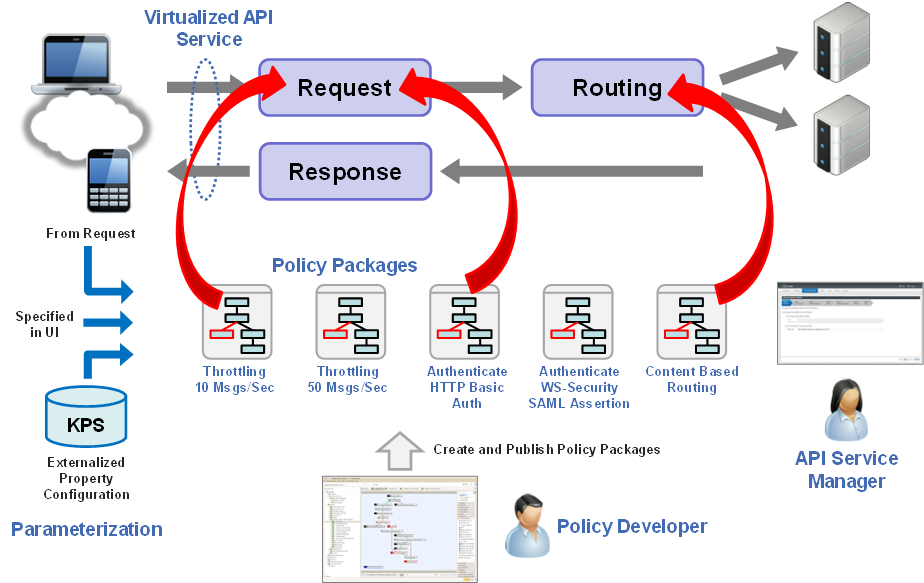 Virtualized API
Service
Request
Routing
Response
From Request
Policy Packages
Specified
in UI
Throttling
10 Msgs/Sec
Throttling
50 Msgs/Sec
Authenticate
HTTP Basic
Auth
Authenticate
WS-Security
SAML Assertion
Content Based
Routing
KPS
Create and Publish Policy Packages
API Service
Manager
Externalized
Property
Configuration
Parameterization
Policy Developer